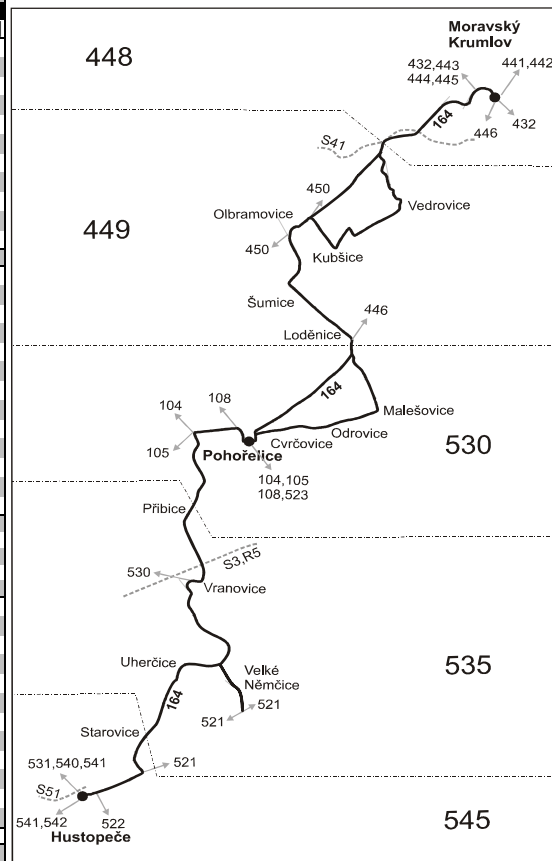 Moravský
Krumlov
448
432,443
444,445
441,442
164
446
432
S41
450
Vedrovice
Olbramovice
449
450
Kubšice
Šumice
446
Loděnice
164
104
108
Malešovice
Odrovice
Cvrčovice
530
105
Pohořelice
104,105
108,523
Přibice
S3,R5
530
Vranovice
Uherčice
Velké
Němčice
535
164
521
521
Starovice
521
531,540,541
S51
541,542
522
545
Hustopeče